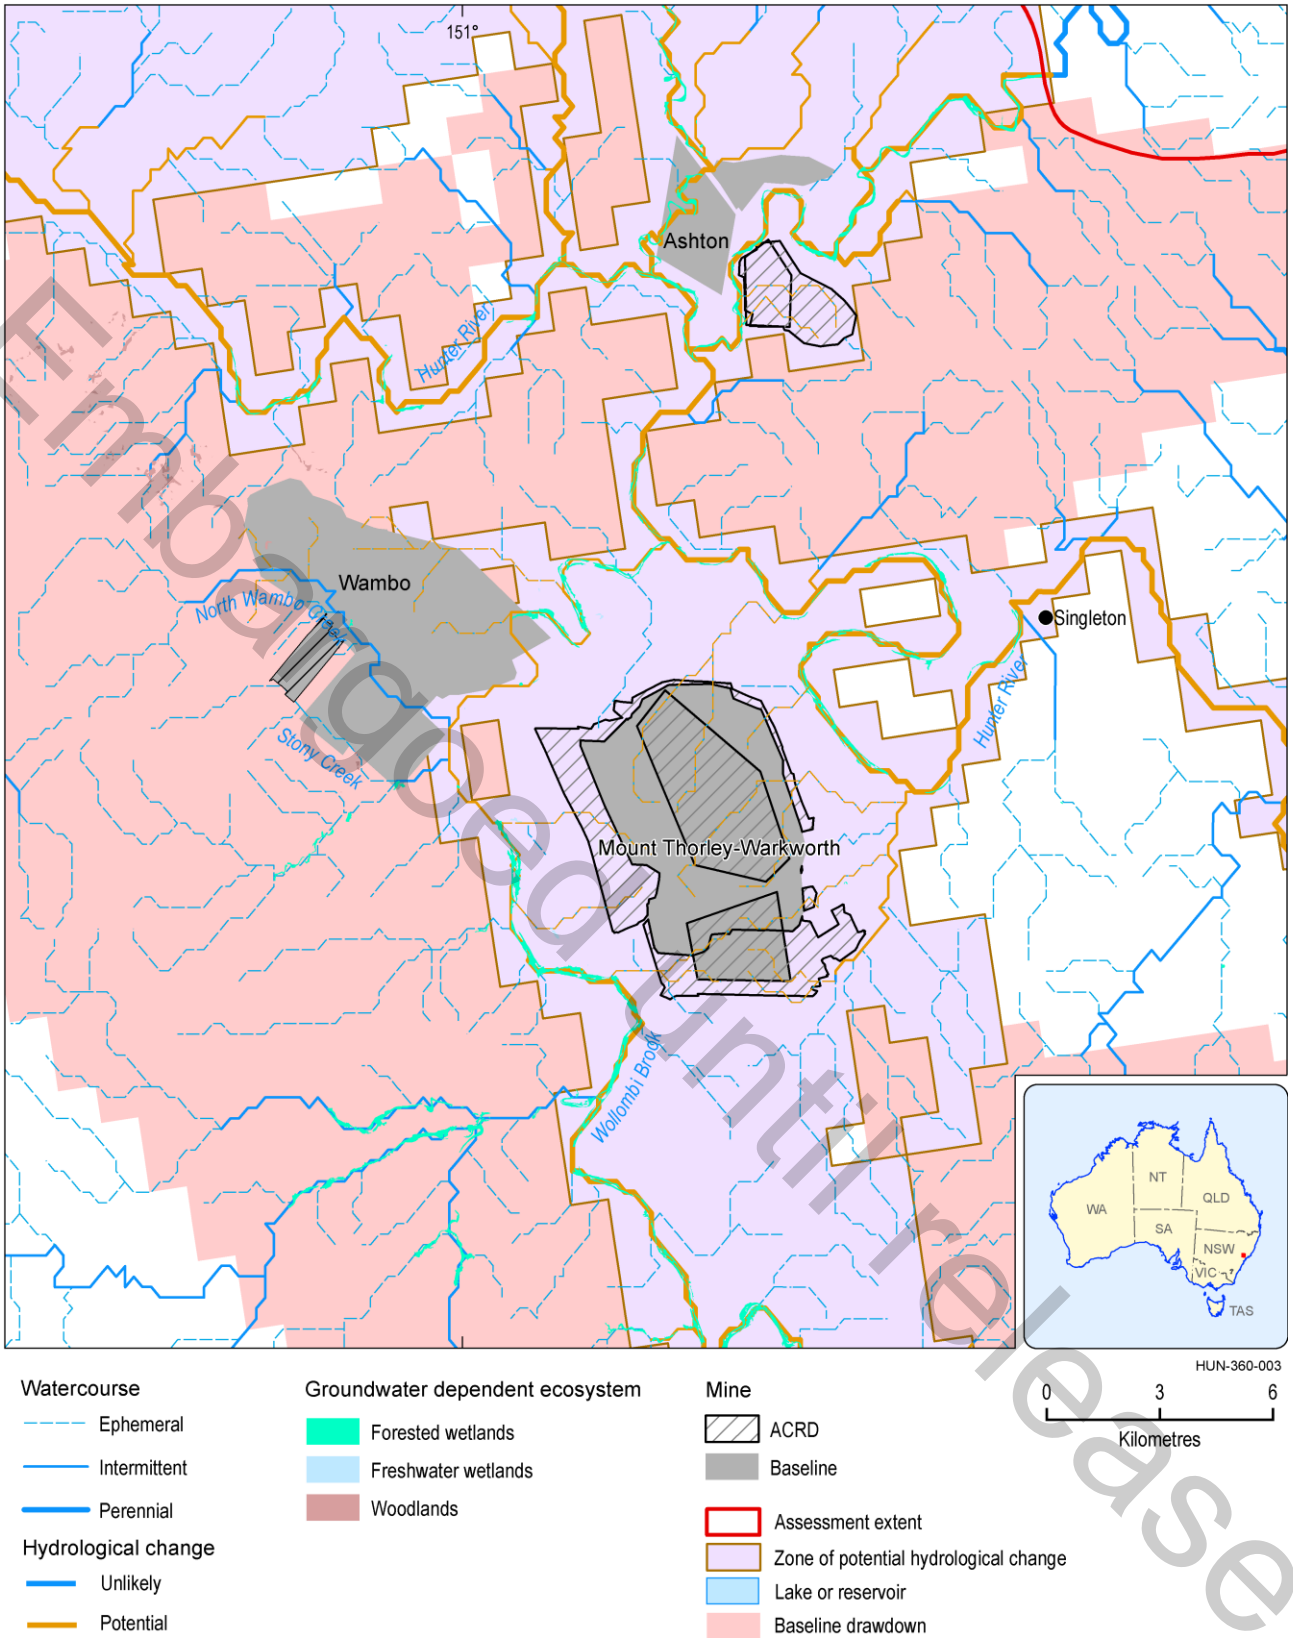 151°
Ashton
Hunter River
Wambo
North Wambo Creek
Singleton
Hunter River
Stony Creek
Mount Thorley-Warkworth
Wollombi Brook
Embargoed until release
NT
QLD
WA
SA
NSW
VIC
TAS
HUN-360-003
Watercourse
Ephemeral
Intermittent
Perennial
Hydrological change
Unlikely
Potential
Groundwater dependent ecosystem
Forested wetlands
Freshwater wetlands
Woodlands
Mine
ACRD
Baseline
Assessment extent
Zone of potential hydrological change
Lake or reservoir
Baseline drawdown
0 3 6
Kilometres